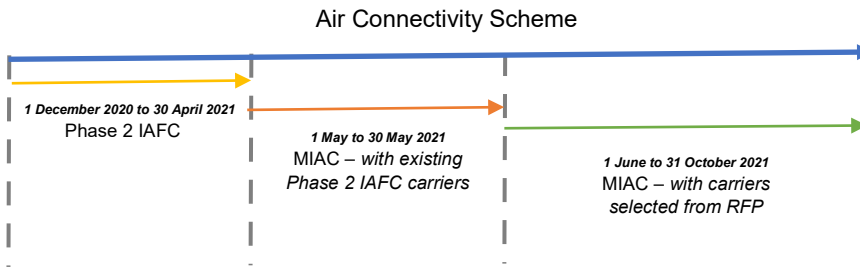 Air Connectivity Scheme
1 December 2020 to 30 April 2021
Phase 2 IAFC
1 May to 30 May 2021
MIAC – with existing
Phase 2 IAFC carriers
1 June to 31 October 2021
MIAC – with carriers
selected from RFP